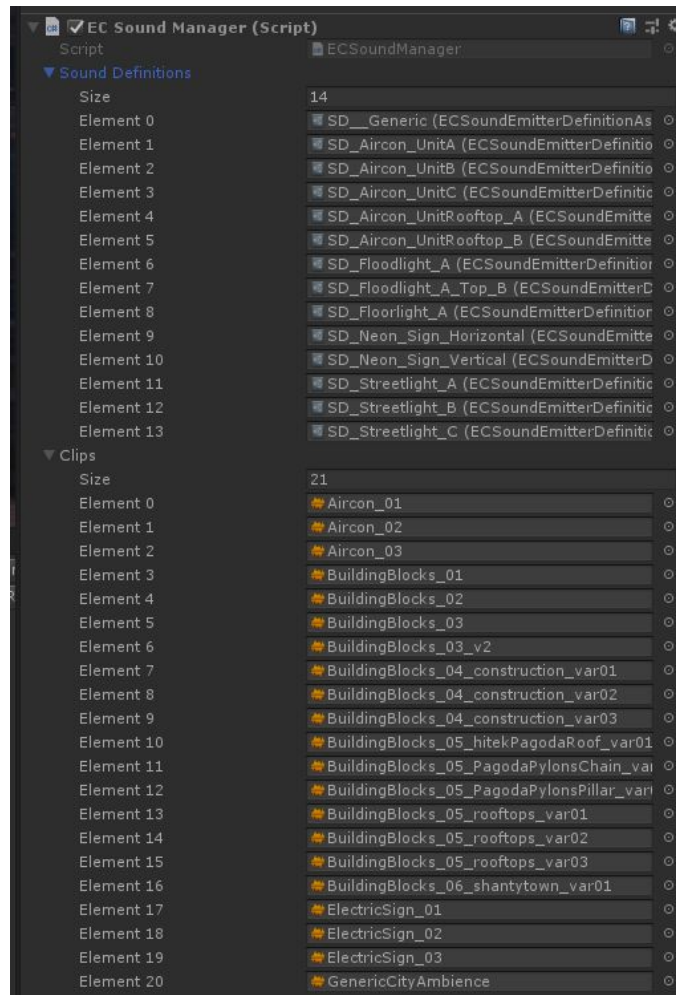 EC Sound Manager (Script)
Script ECSoundManager
Sound Definitions
Size 14
Element 0 SD__Generic (ECSoundEmitterDefinitionAs
Element 1 SD_Aircon_UnitA (ECSoundEmitterDefinitio
Element 2 SD_Aircon_UnitB (ECSoundEmitterDefinitio
Element 3 SD_Aircon_UnitC (ECSoundEmitterDefinitic
Element 4 SD_Aircon_UnitRooftop_A (ECSoundEmitte
Element 5 SD_Aircon_UnitRooftop_B (ECSoundEmitte
Element 6 SD_Floodlight_A (ECSoundEmitterDefinitior
Element 7 SD_Floodlight_A_Top_B (ECSoundEmitterD
Element 8 SD_Floorlight_A (ECSoundEmitterDefinitior
Element 9 SD_Neon_Sign_Horizontal (ECSoundEmitte
Element 10 SD_Neon_Sign_Vertical (ECSoundEmitterD
Element 11 SD_Streetlight_A (ECSoundEmitterDefinitic
Element 12 SD_Streetlight_B (ECSoundEmitterDefinitic
Element 13 SD_Streetlight_C (ECSoundEmitterDefinitic
Clips
Size 21
Element 0 Aircon_01
Element 1 Aircon_02
Element 2 Aircon_03
Element 3 BuildingBlocks_01
Element 4 BuildingBlocks_02
Element 5 BuildingBlocks_03
Element 6 BuildingBlocks_03_v2
Element 7 BuildingBlocks_04_construction_var01
Element 8 BuildingBlocks_04_construction_var02
Element 9 BuildingBlocks_04_construction_var03
Element 10 BuildingBlocks_05_hitekPagodaRoof_var01
Element 11 BuildingBlocks_05_PagodaPylonsChain_var
Element 12 BuildingBlocks_05_PagodaPylonsPillar_var
Element 13 BuildingBlocks_05_rooftops_var01
Element 14 BuildingBlocks_05_rooftops_var02
Element 15 BuildingBlocks_05_rooftops_var03
Element 16 BuildingBlocks_06_shantytown_var01
Element 17 ElectricSign_01
Element 18 ElectricSign_02
Element 19 ElectricSign_03
Element 20 GenericCityAmbience